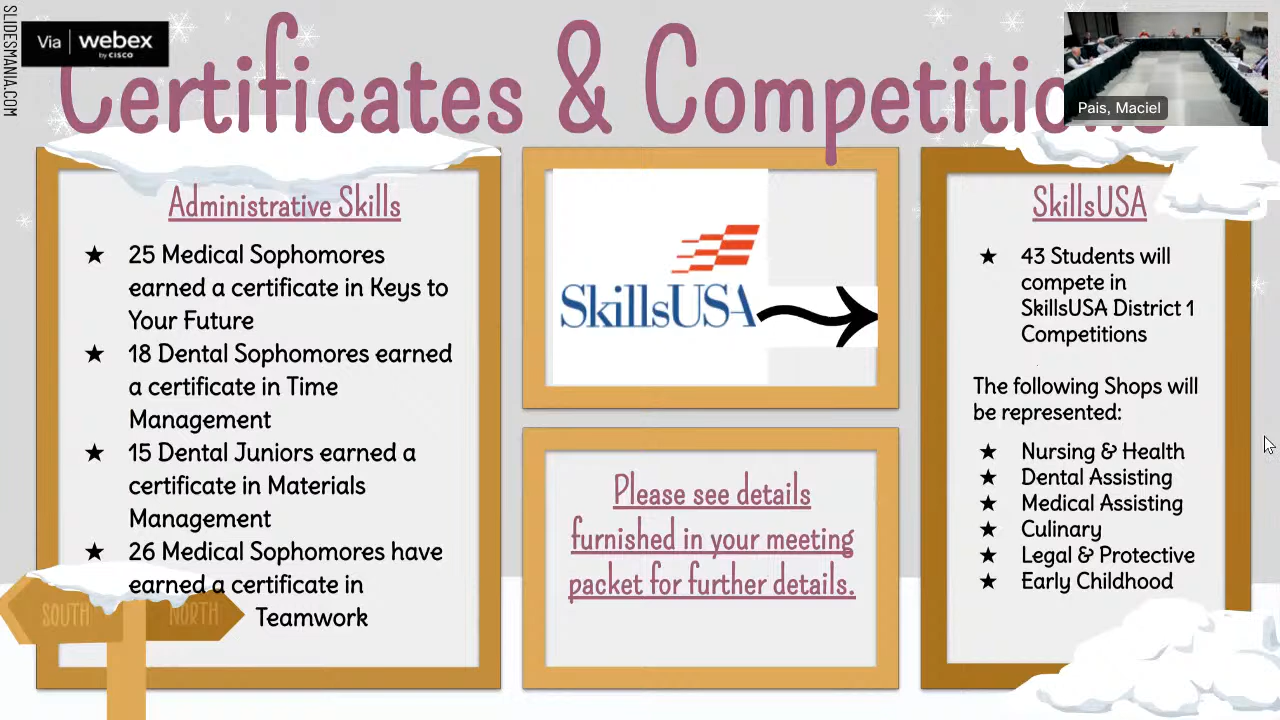 SLIDESMANIA.COM
Via webex
by CISCO
Certificates & Competitions
Pais, Maciel
Administrative Skills
★ 25 Medical Sophomores
earned a certificate in Keys to
Your Future
★ 18 Dental Sophomores earned
a certificate in Time
Management
★ 15 Dental Juniors earned a
certificate in Materials
Management
★ 26 Medical Sophomores have
earned a certificate in
Teamwork
SOUTH NORTH
SkillsUSA
Please see details
furnished in your meeting
packet for further details.
SkillsUSA
★ 43 Students will
compete in
SkillsUSA District 1
Competitions
The following Shops will
be represented:
★ Nursing & Health
★ Dental Assisting
★ Medical Assisting
★ Culinary
★ Legal & Protective
★ Early Childhood